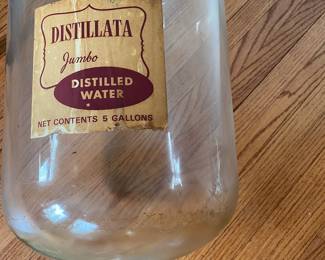 DISTILLATA
Jumbo
DISTILLED
WATER
NET CONTENTS 5 GALLONS